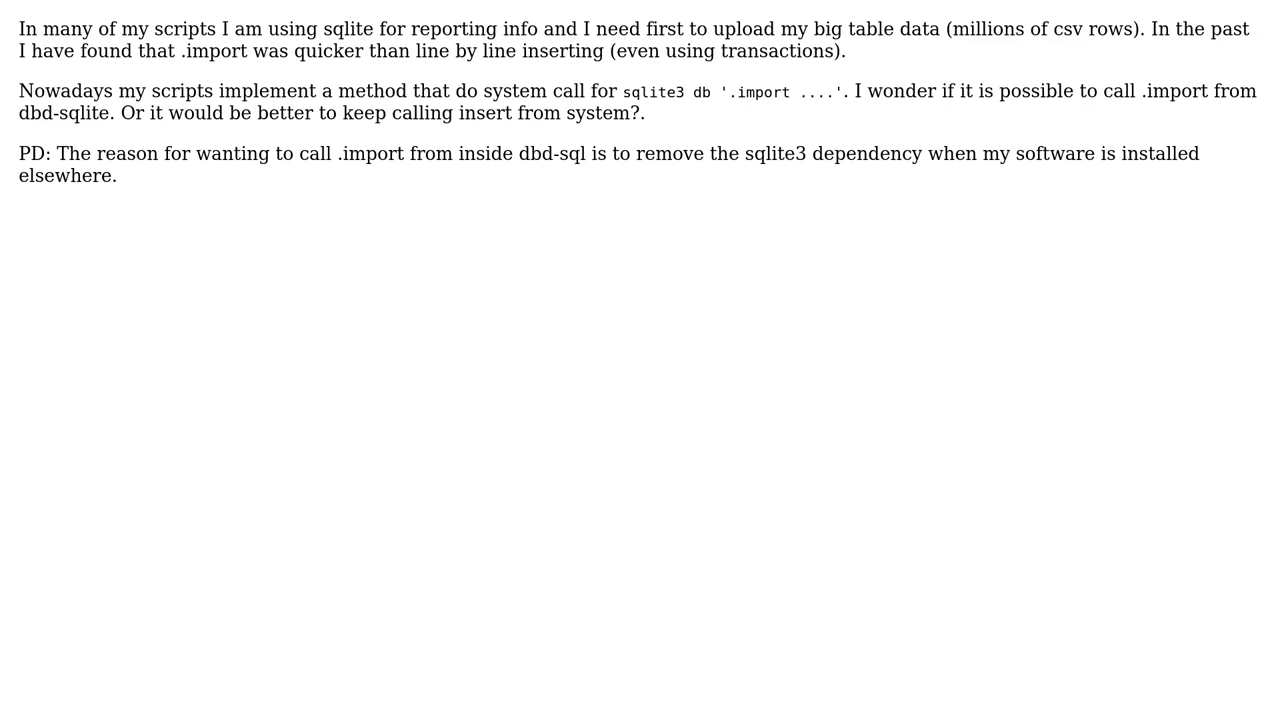 In many of my scripts I am using sqlite for reporting info and I need first to upload my big table data (millions of csv rows). In the past
I have found that .import was quicker than line by line inserting (even using transactions).
Nowadays my scripts implement a method that do system call for sqlite3 db '.import ....'. I wonder if it is possible to call .import from
dbd-sqlite. Or it would be better to keep calling insert from system?.
PD: The reason for wanting to call .import from inside dbd-sql is to remove the sqlite3 dependency when my software is installed
elsewhere.